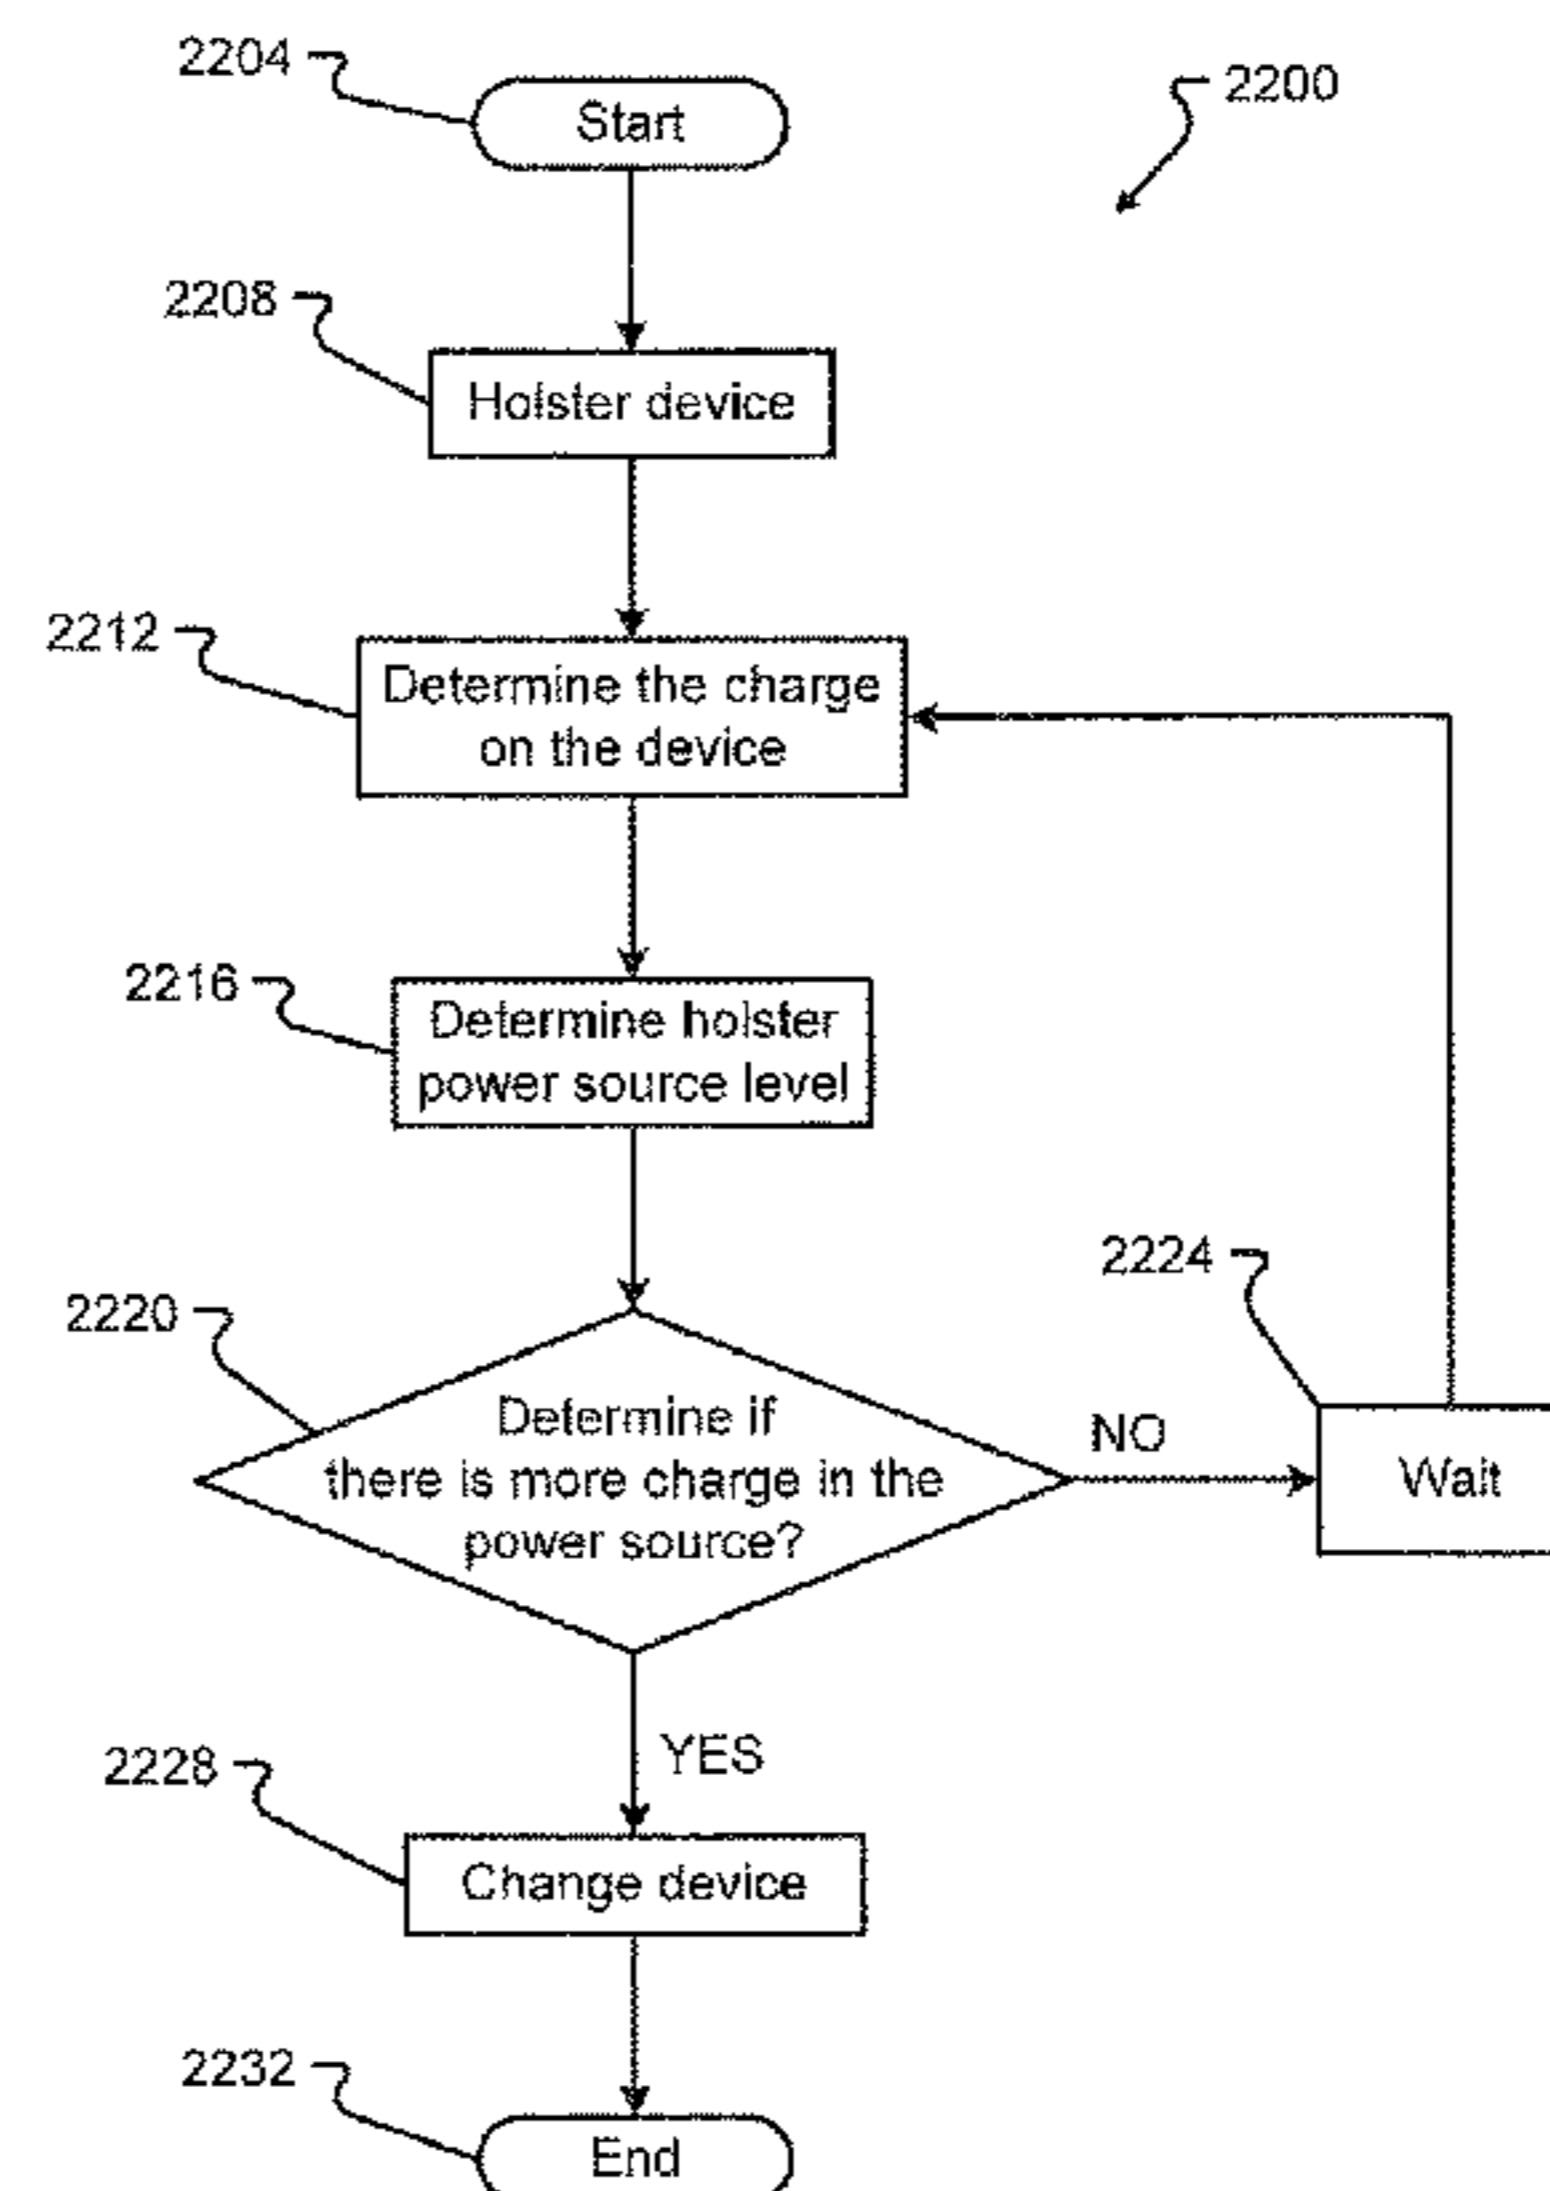 2204
Start
2200
2208
Holster device
2212
Determine the charge
on the device
2216
Determine holster
power source level
2220
Determine if
there is more charge in the
power source?
NO
2224
Wait
YES
2228
Change device
2232
End